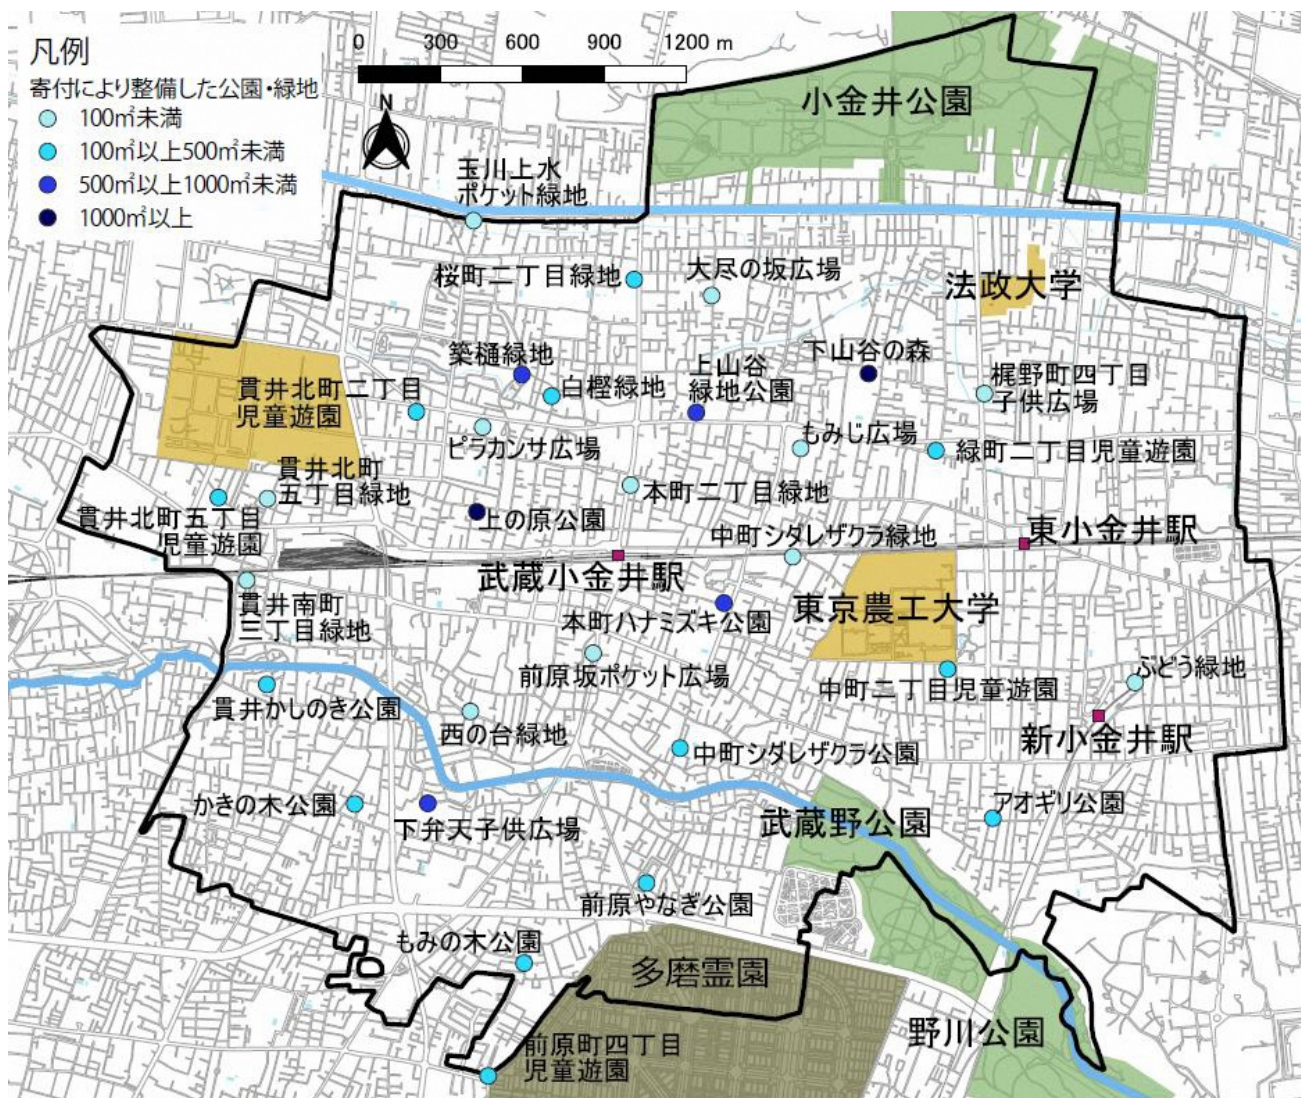 凡例
寄付により整備した公園・緑地
100㎡未満
100㎡以上500㎡未満
500㎡以上1000㎡未満
1000㎡以上
0 300 600 900 1200 m
N
小金井公園
玉川上水
ポケット緑地
桜町二丁目緑地
大尽の坂広場
法政大学
築樋緑地
白樫緑地
上山谷
緑地公園
下山谷の森
梶野町四丁目
子供広場
貫井北町二丁目
児童遊園
ピラカンサ広場
もみじ広場
緑町二丁目児童遊園
貫井北町
五丁目緑地
本町二丁目緑地
貫井北町五丁目
児童遊園
上の原公園
中町シダレザクラ緑地
東小金井駅
武蔵小金井駅
貫井南町
三丁目緑地
本町ハナミズキ公園
東京農工大学
前原坂ポケット広場
中町二丁目児童遊園
ぶどう緑地
貫井かしのき公園
西の台緑地
中町シダレザクラ公園
新小金井駅
かきの木公園
下弁天子供広場
武蔵野公園
アオギリ公園
前原やなぎ公園
もみの木公園
多磨霊園
野川公園
前原町四丁目
児童遊園